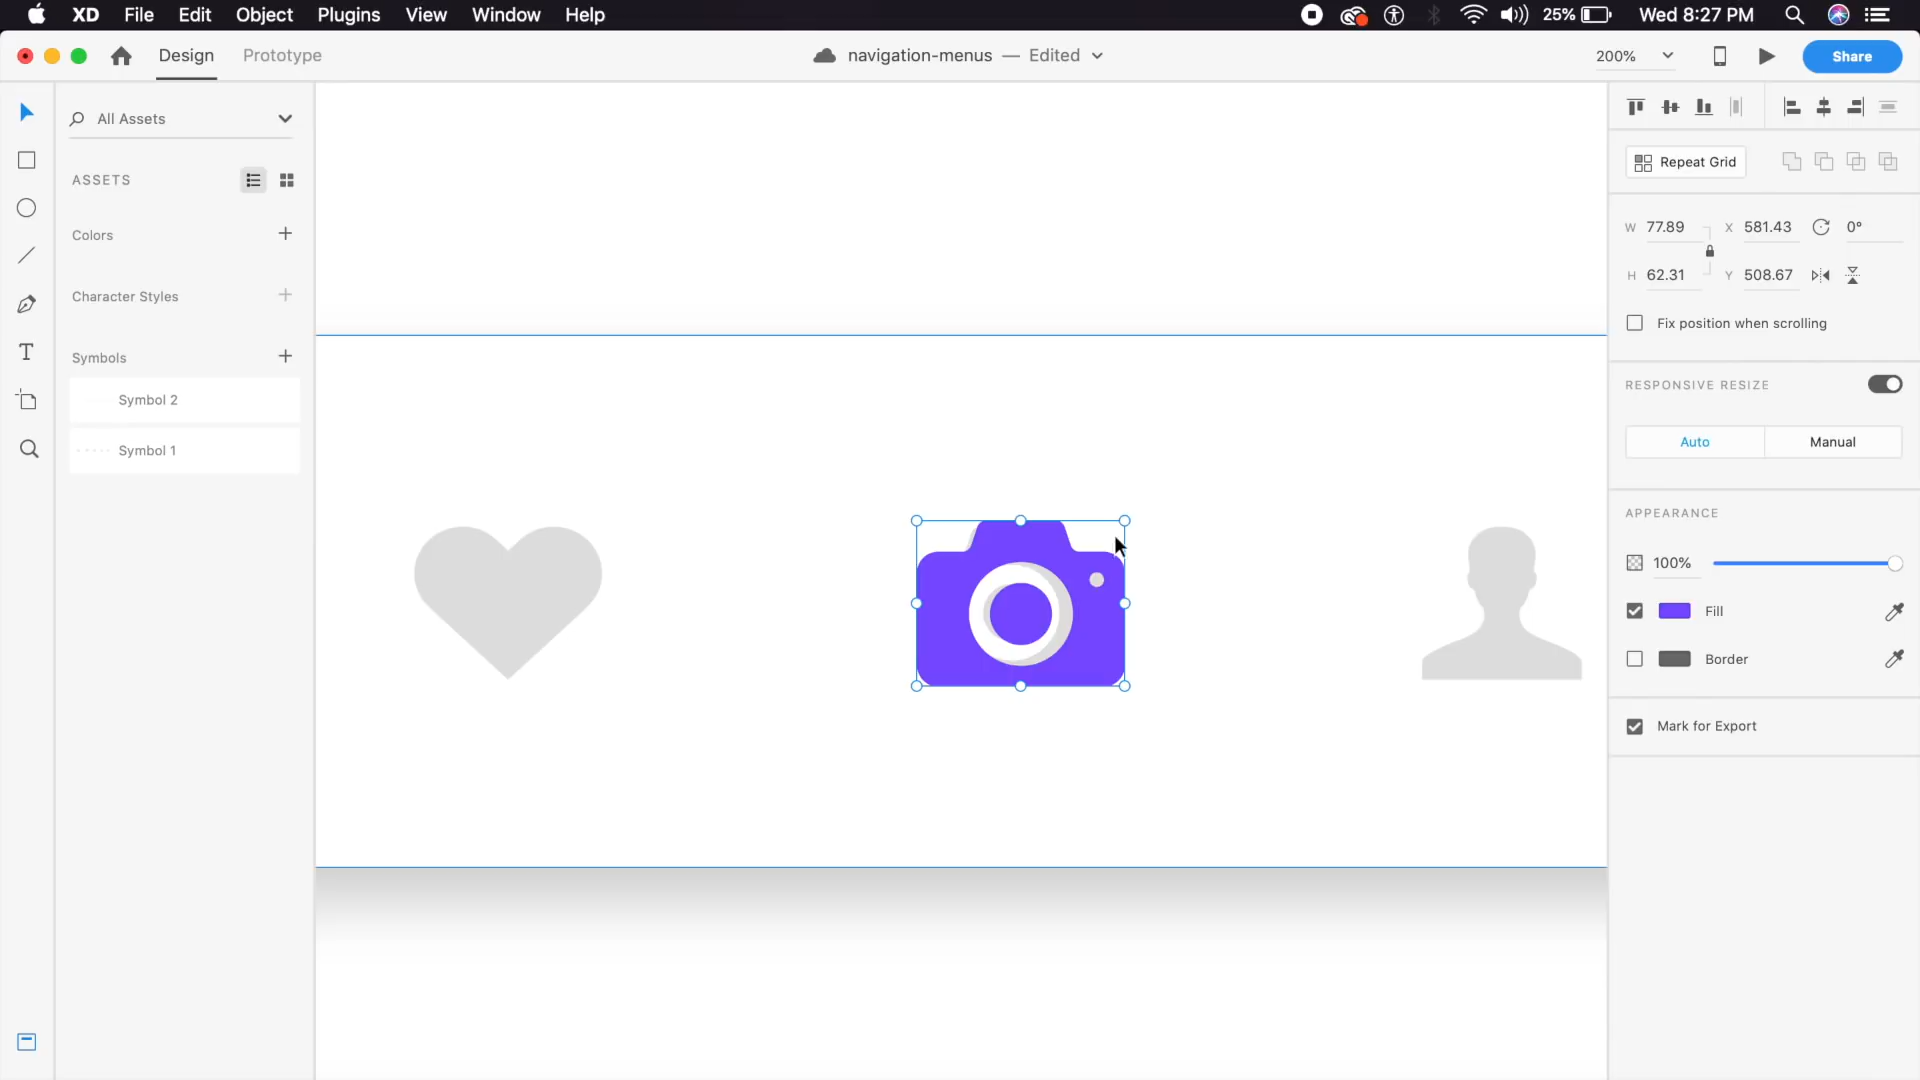 XD File Edit Object Plugins View Window Help 25% Wed 8:27 PM
Design Prototype navigation-menus — Edited 200% Share
All Assets
ASSETS
Colors
Character Styles
Symbols
Symbol 2
Symbol 1
T
Repeat Grid
W 77.89 X 581.43 0°
H 62.31 Y 508.67
Fix position when scrolling
RESPONSIVE RESIZE
Auto Manual
APPEARANCE
100%
Fill
Border
Mark for Export